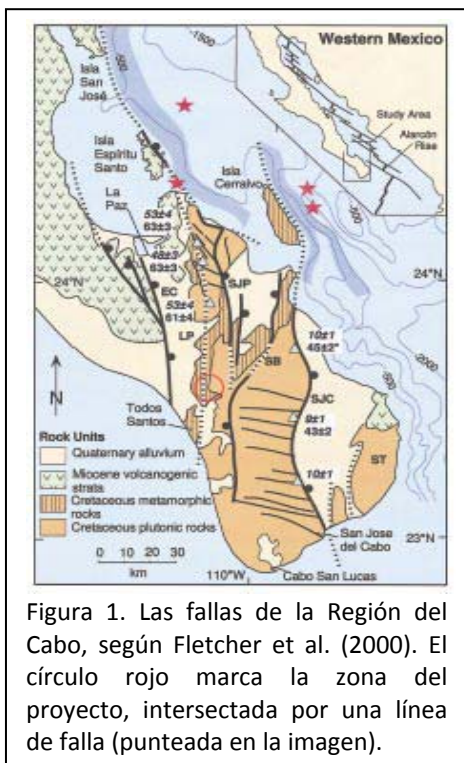 Western Mexico
-1500
-500
Isla
San
José
Study Area
Alarcón
Rise
Isla
Espíritu
Santo
Isla
Cerralvo
La
Paz
53±4
63±3
-500
48±3
63±3
24°N
24°N
EC
SJP
53±4
61±4
10±1
45±2*
-2000
LP
SB
-500
N
SJC
Todos
Santos
9±1
43±2
Rock Units
Quaternary alluvium
Miocene volcanogenic
strata
Cretaceous metamorphic
rocks
Cretaceous plutonic rocks
10±1
ST
San Jose
del Cabo
23°N
0 10 20 30
km
110°W
Cabo San Lucas
Figura 1. Las fallas de la Región del
Cabo, según Fletcher et al. (2000). El
círculo rojo marca la zona del
proyecto, intersectada por una línea
de falla (punteada en la imagen).